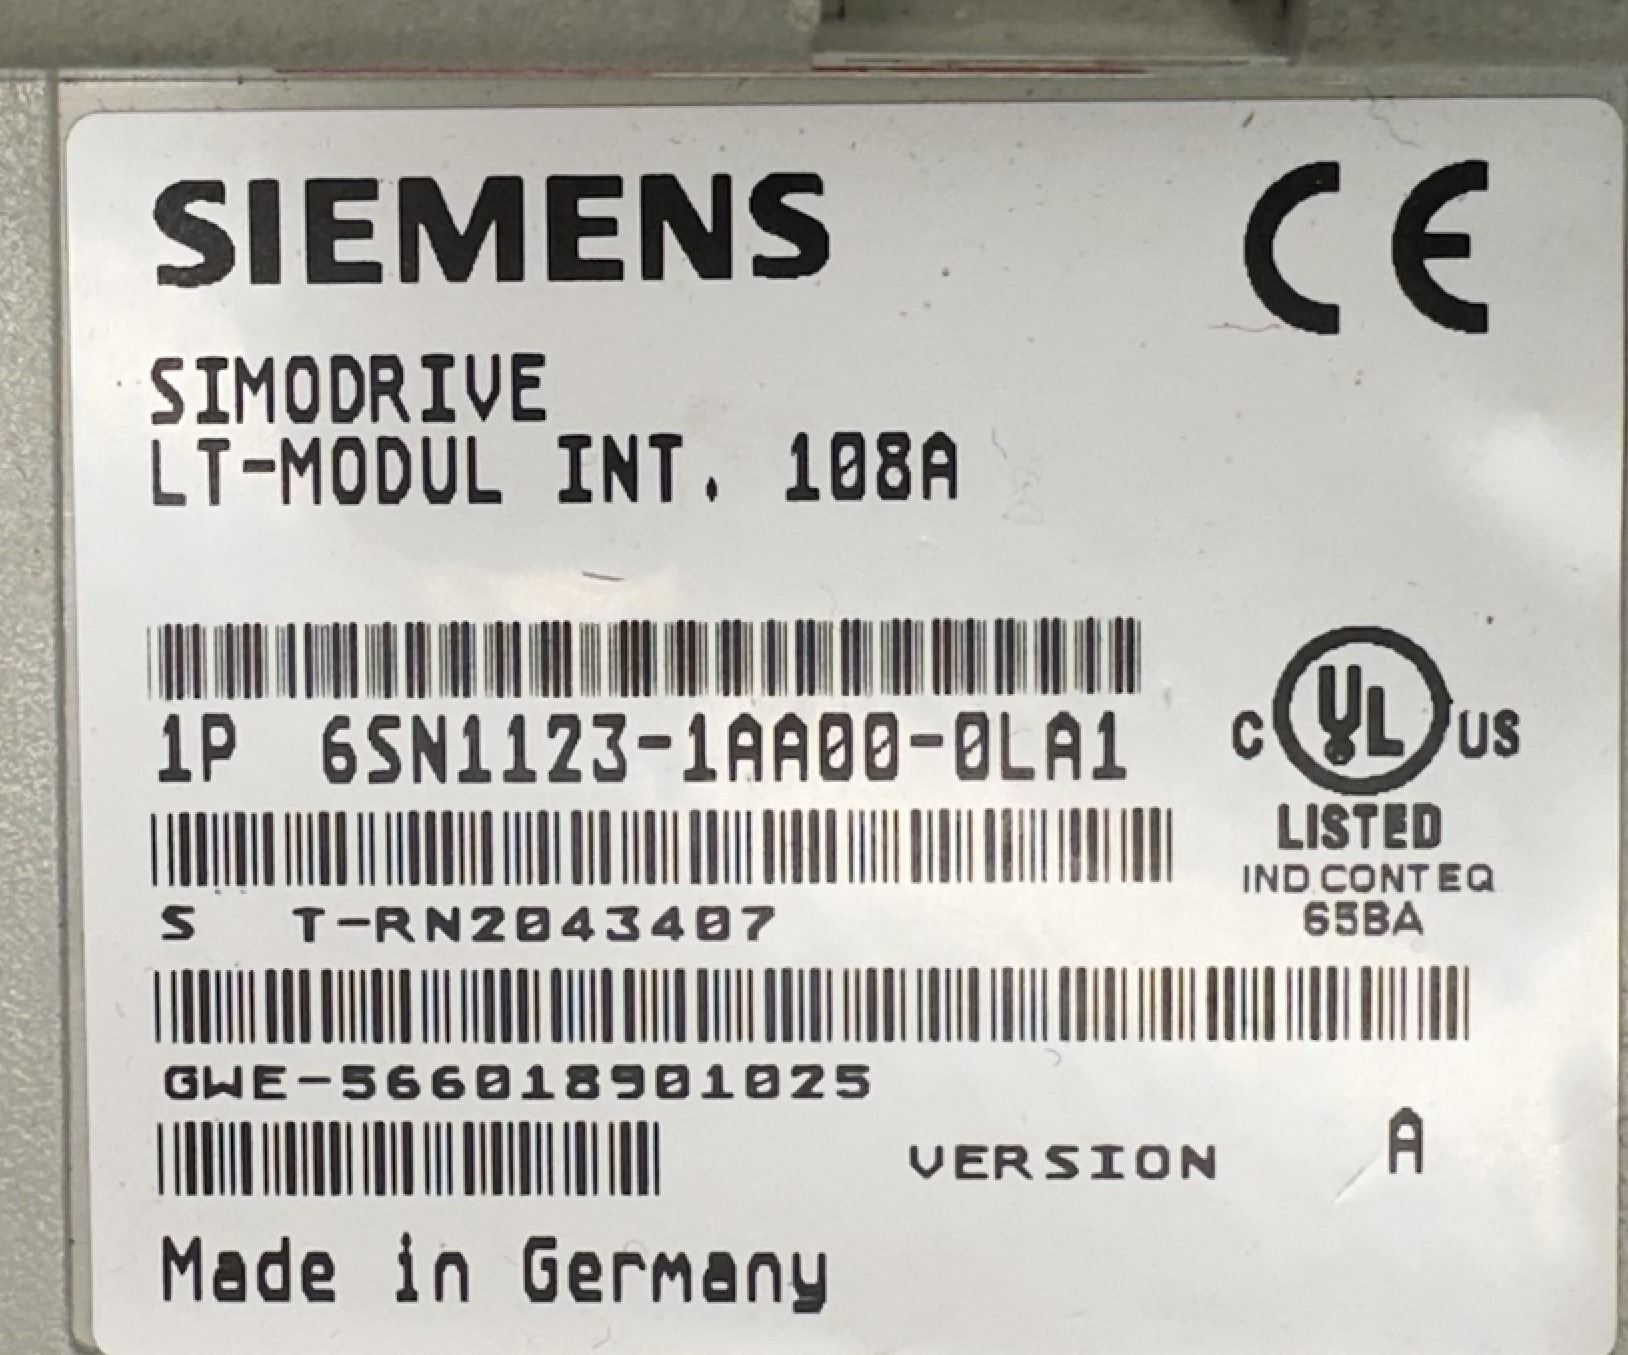 SIEMENS CE
SIMODRIVE
LT-MODUL INT. 108A
1P 6SN1123-1AA00-0LA1
C UL US
LISTED
IND CONT EQ
65BA
S T-RN2043407
GWE-566018901025
VERSION A
Made in Germany